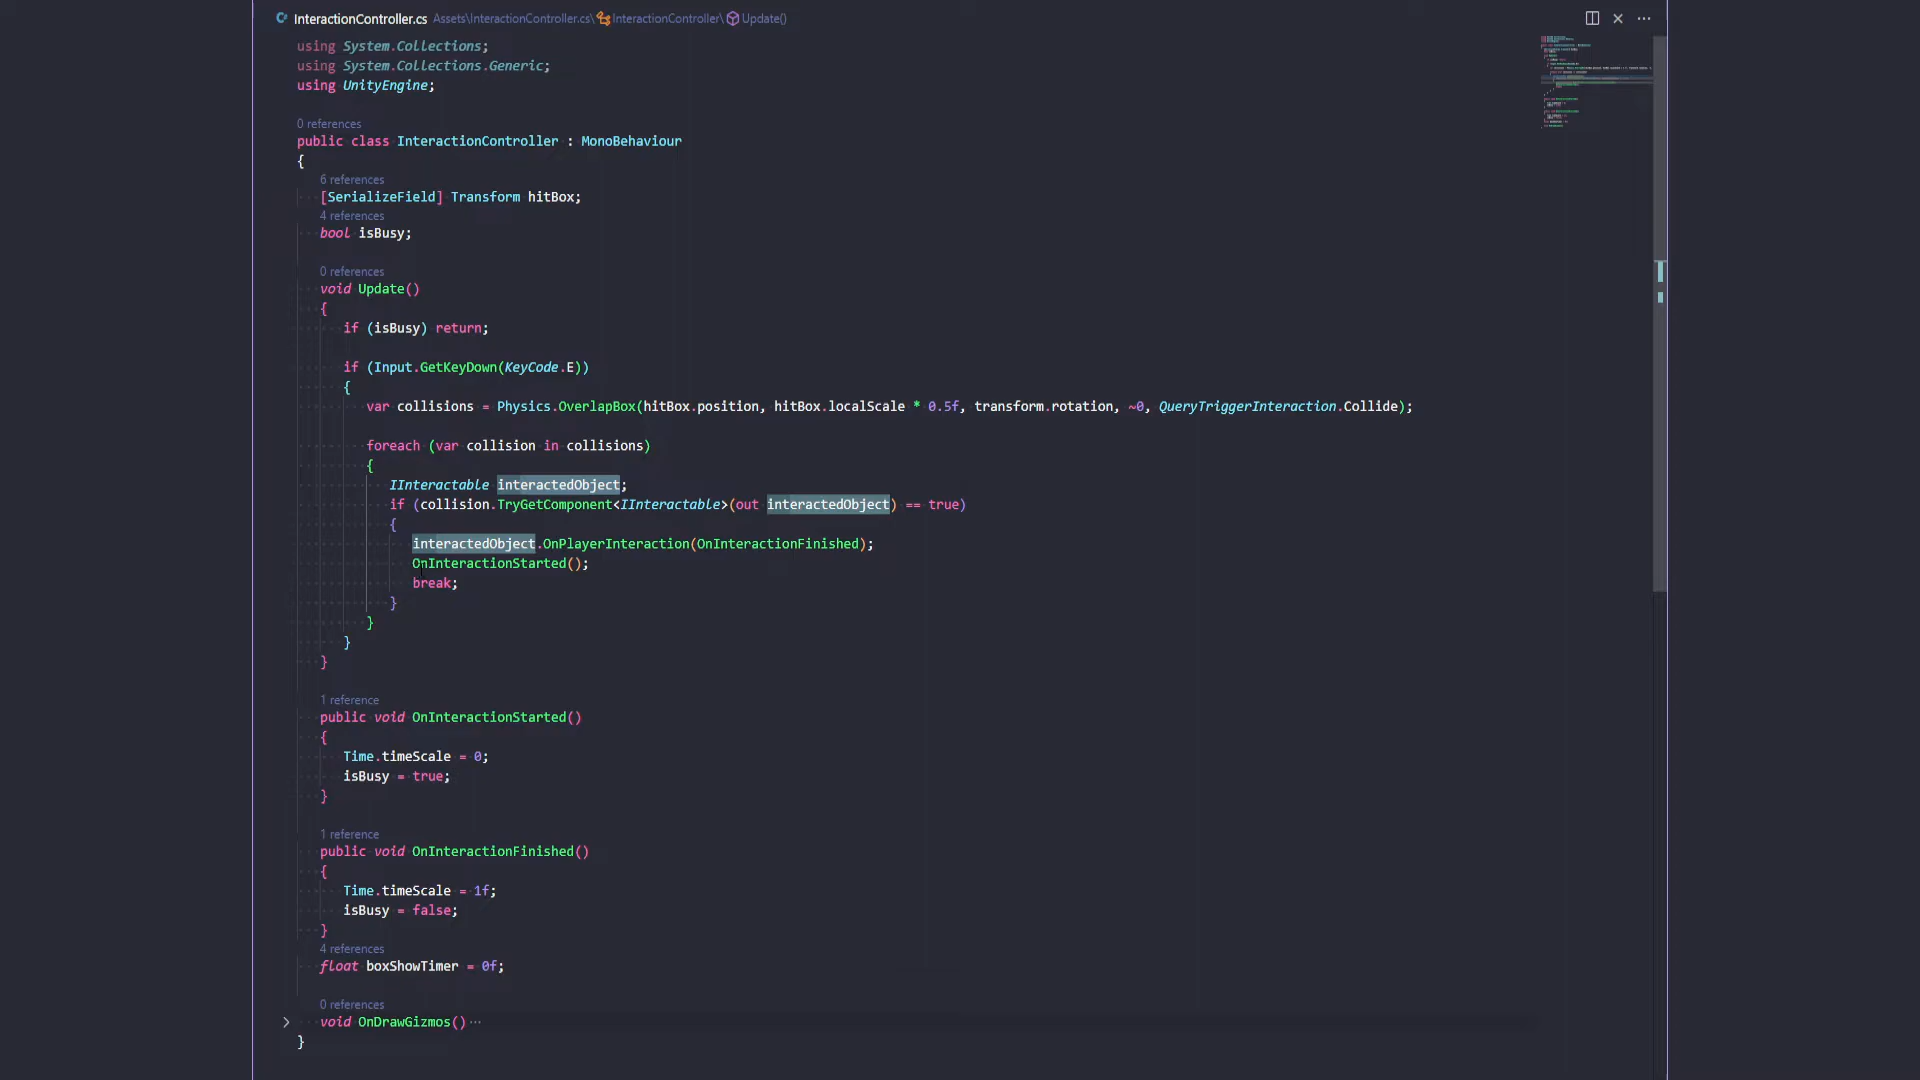 InteractionController.cs Assets\InteractionController.cs\InteractionController\Update()
using System.Collections;
using System.Collections.Generic;
using UnityEngine;
0 references
public class InteractionController : MonoBehaviour
{
6 references
[SerializeField] Transform hitBox;
4 references
bool isBusy;
0 references
void Update()
{
if (isBusy) return;
if (Input.GetKeyDown(KeyCode.E))
{
var collisions = Physics.OverlapBox(hitBox.position, hitBox.localScale * 0.5f, transform.rotation, ~0, QueryTriggerInteraction.Collide);
foreach (var collision in collisions)
{
IInteractable interactedObject;
if (collision.TryGetComponent<IInteractable>(out interactedObject) == true)
{
interactedObject.OnPlayerInteraction(OnInteractionFinished);
OnInteractionStarted();
break;
}
}
}
}
1 reference
public void OnInteractionStarted()
{
Time.timeScale = 0;
isBusy = true;
}
1 reference
public void OnInteractionFinished()
{
Time.timeScale = 1f;
isBusy = false;
}
4 references
float boxShowTimer = 0f;
0 references
void OnDrawGizmos() ···
}